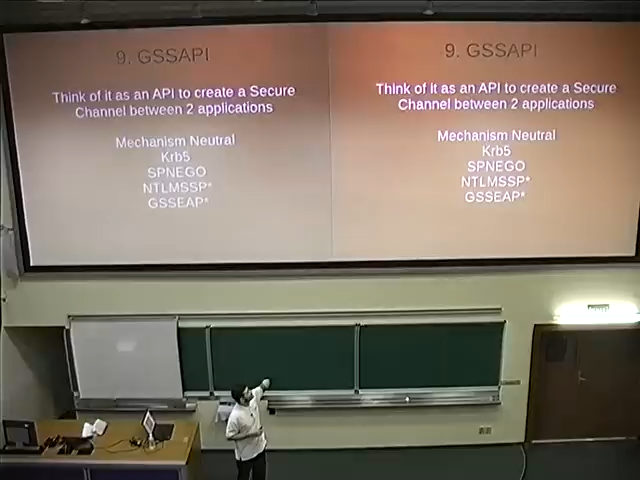 9. GSSAPI
Think of it as an API to create a Secure
Channel between 2 applications
Mechanism Neutral
Krb5
SPNEGO
NTLMSSP*
GSSEAP*
9. GSSAPI
Think of it as an API to create a Secure
Channel between 2 applications
Mechanism Neutral
Krb5
SPNEGO
NTLMSSP*
GSSEAP*